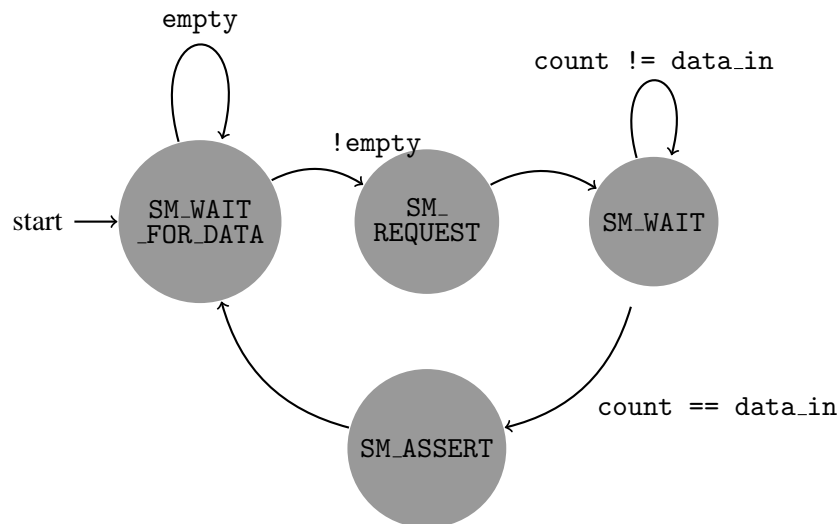 empty
count != data_in
!empty
start
SM_WAIT
_FOR_DATA
SM_
REQUEST
SM_WAIT
count == data_in
SM_ASSERT